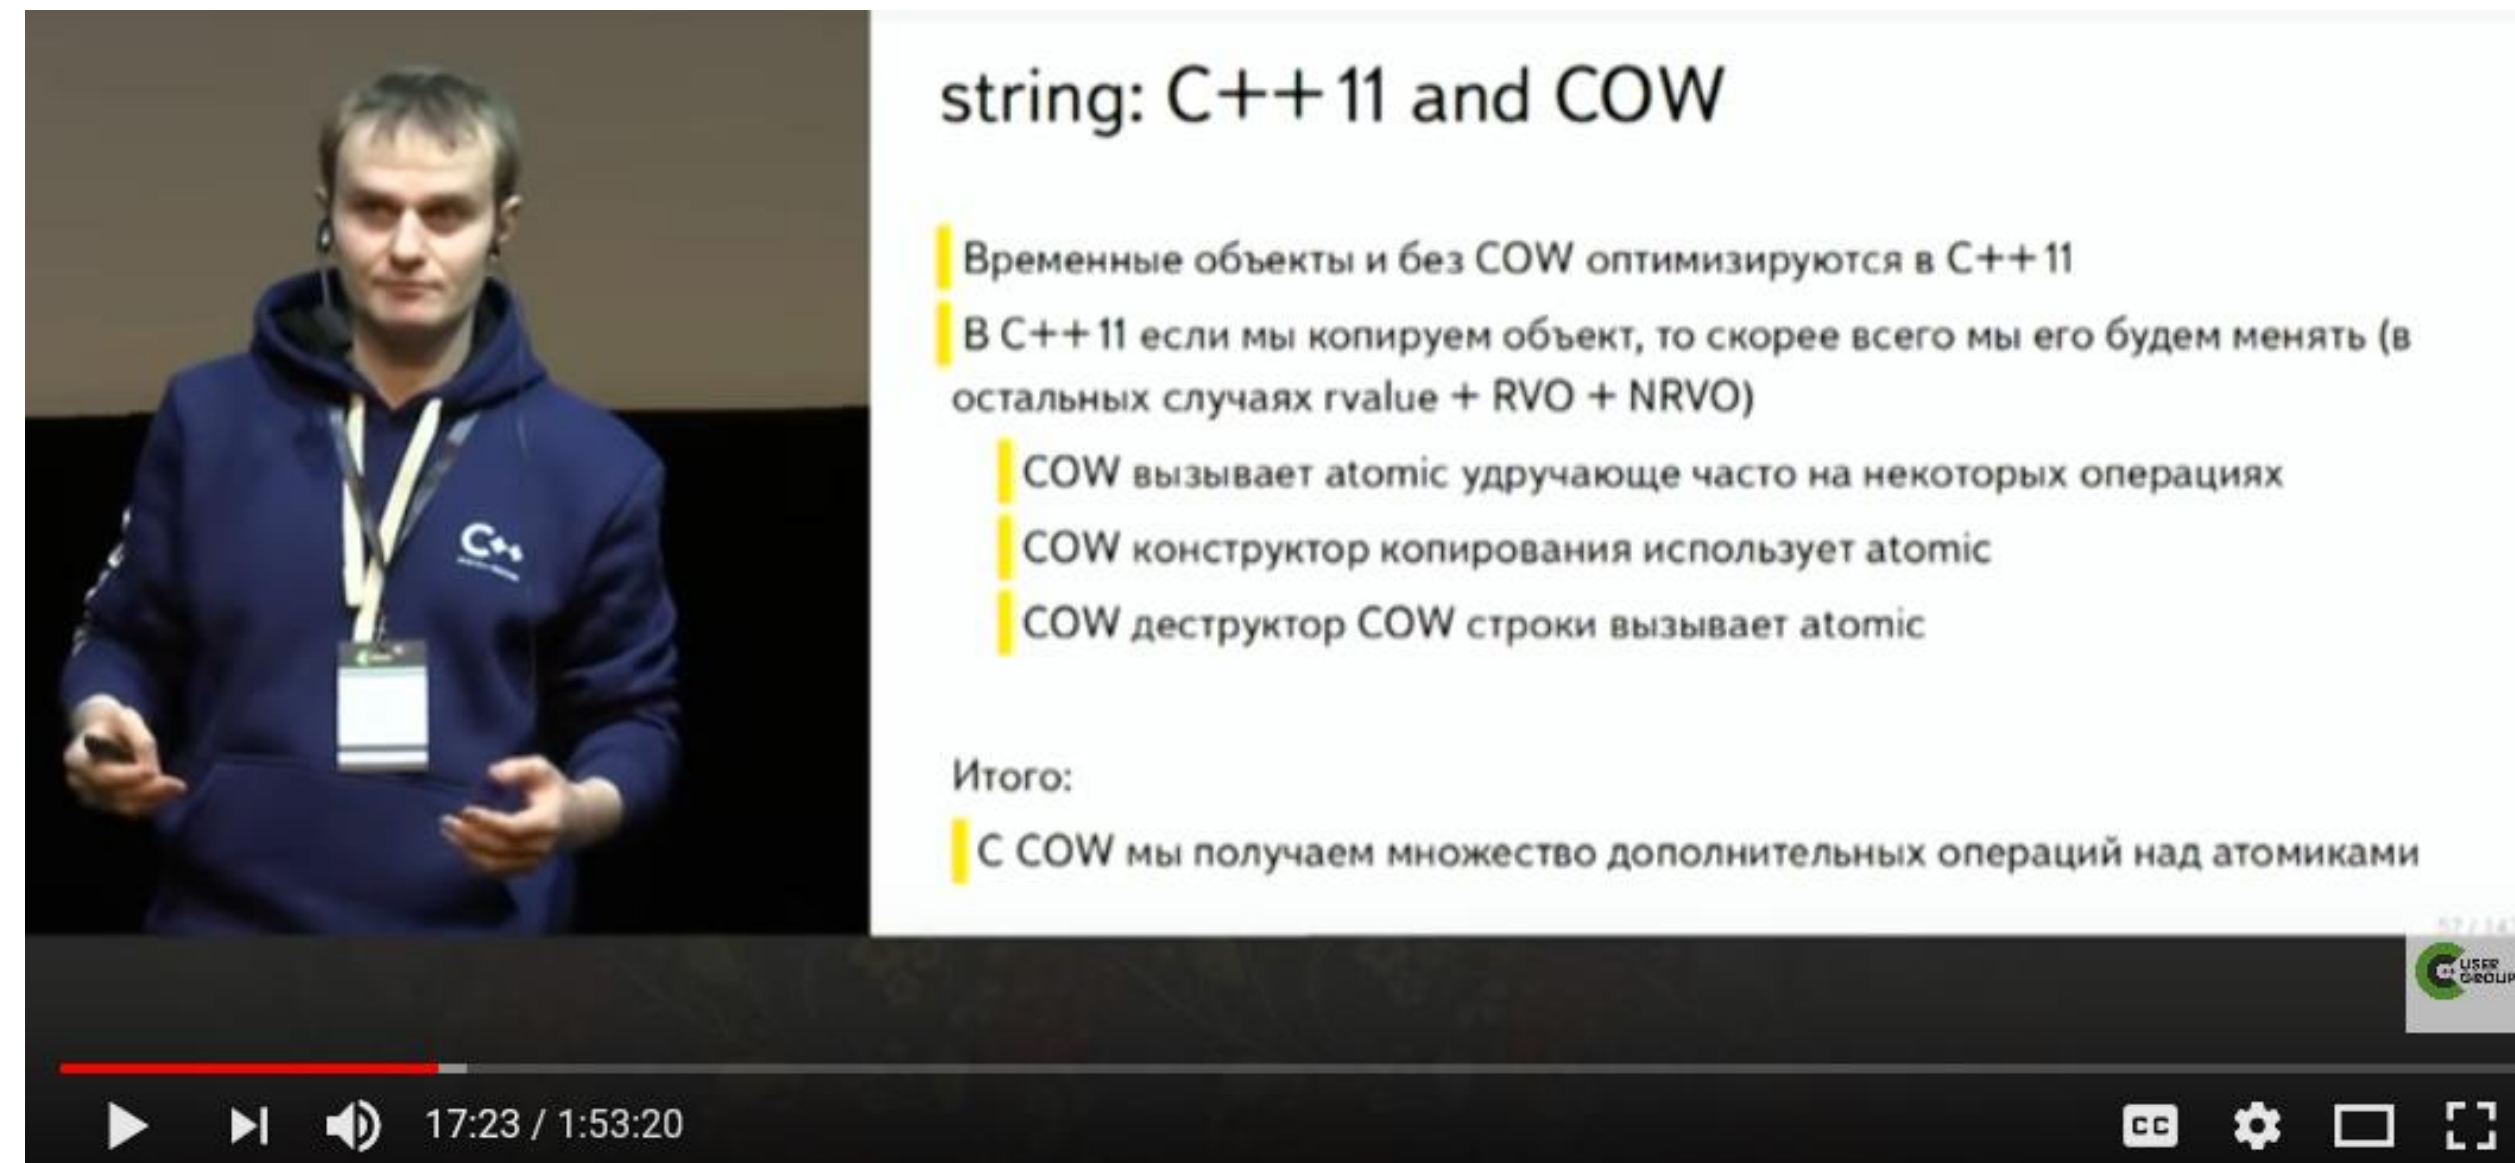 string: C++11 and COW
Временные объекты и без COW оптимизируются в C++11
В C++11 если мы копируем объект, то скорее всего мы его будем менять (в
остальных случаях rvalue + RVO + NRVO)
COW вызывает atomic удручающе часто на некоторых операциях
COW конструктор копирования использует atomic
COW деструктор COW строки вызывает atomic
Итого:
С COW мы получаем множество дополнительных операций над атомиками
C++
USER
GROUP
17:23 / 1:53:20
CC